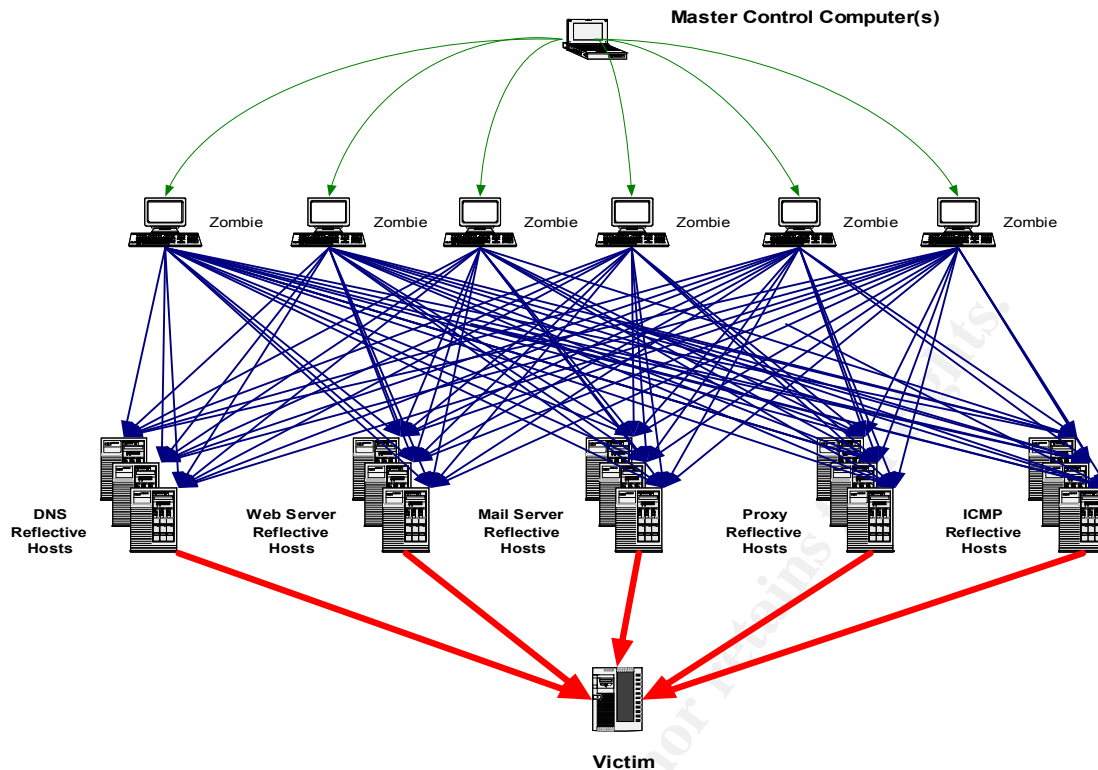 Master Control Computer(s)
Zombie Zombie Zombie Zombie Zombie Zombie
DNS
Reflective
Hosts
Web Server
Reflective
Hosts
Mail Server
Reflective
Hosts
Proxy
Reflective
Hosts
ICMP
Reflective
Hosts
Victim
retains